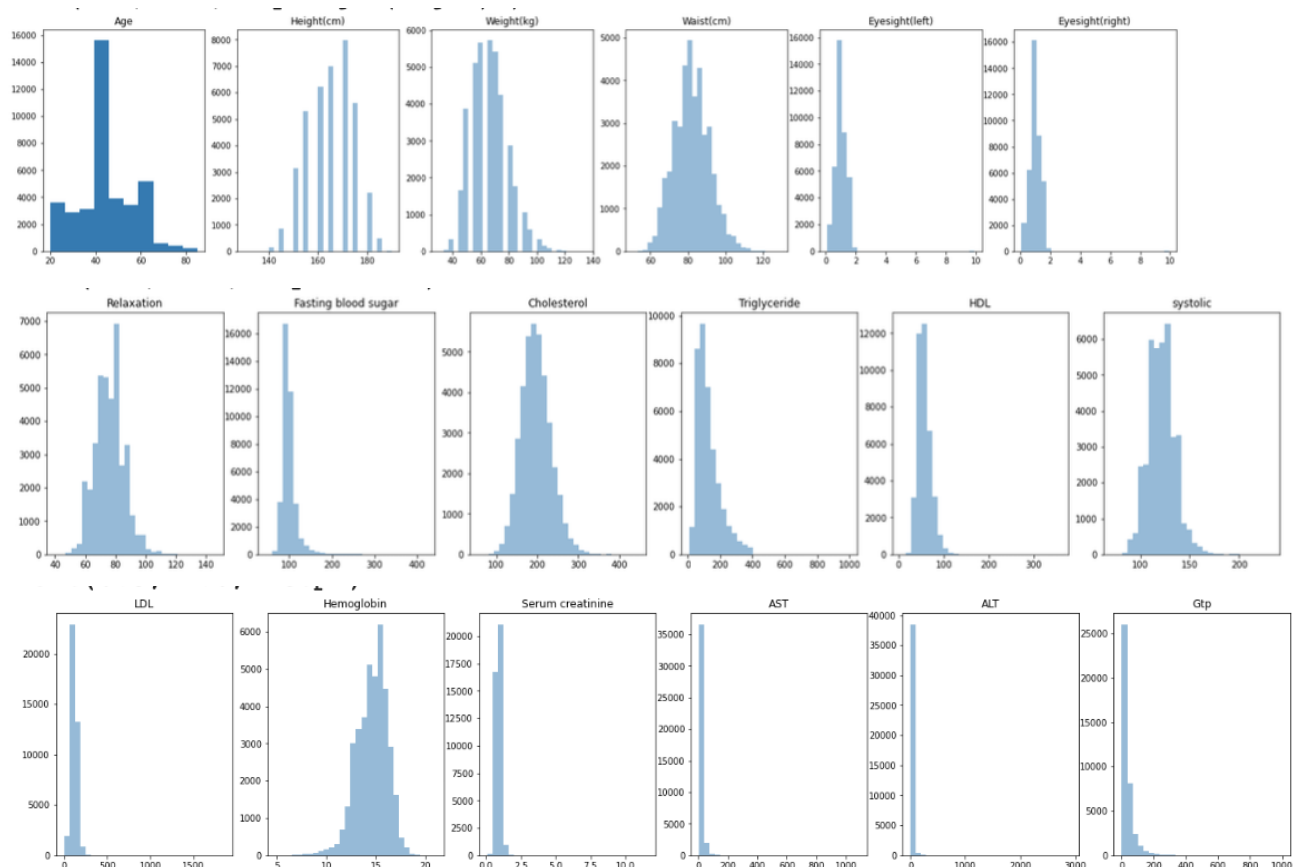 Age Height(cm) Weight(kg) Waist(cm) Eyesight(left) Eyesight(right)
16000 8000 6000 5000 16000 16000
14000 7000 5000 4000 14000 14000
12000 6000 4000 3000 12000 12000
10000 5000 3000 2000 10000 10000
8000 4000 2000 1000 8000 8000
6000 3000 1000 0 6000 6000
4000 2000 0 4000 4000
2000 1000 2000 2000
0 0 0 0
20 40 60 80 140 160 180 40 60 80 100 120 140 60 80 100 120 0 2 4 6 8 10 0 2 4 6 8 10
Relaxation Fasting blood sugar Cholesterol Triglyceride HDL systolic
7000 16000 5000 10000 12000 6000
6000 14000 4000 8000 10000 5000
5000 12000 3000 6000 8000 4000
4000 10000 2000 4000 6000 3000
3000 8000 1000 2000 4000 2000
2000 6000 0 0 2000 1000
1000 4000 0 0
0 2000
0
40 60 80 100 120 140 100 200 300 400 100 200 300 400 0 200 400 600 800 1000 0 100 200 300 100 150 200
LDL Hemoglobin Serum creatinine AST ALT Gtp
20000 6000 20000 35000 40000 25000
15000 5000 17500 30000 35000 20000
10000 4000 15000 25000 30000 15000
5000 3000 12500 20000 25000 10000
0 2000 10000 15000 20000 5000
1000 7500 10000 15000 0
0 5000 5000 10000
2500 0 5000
0 0
0 500 1000 1500 5 10 15 20 0.0 2.5 5.0 7.5 10.0 0 200 400 600 800 1000 0 1000 2000 3000 0 200 400 600 800 1000